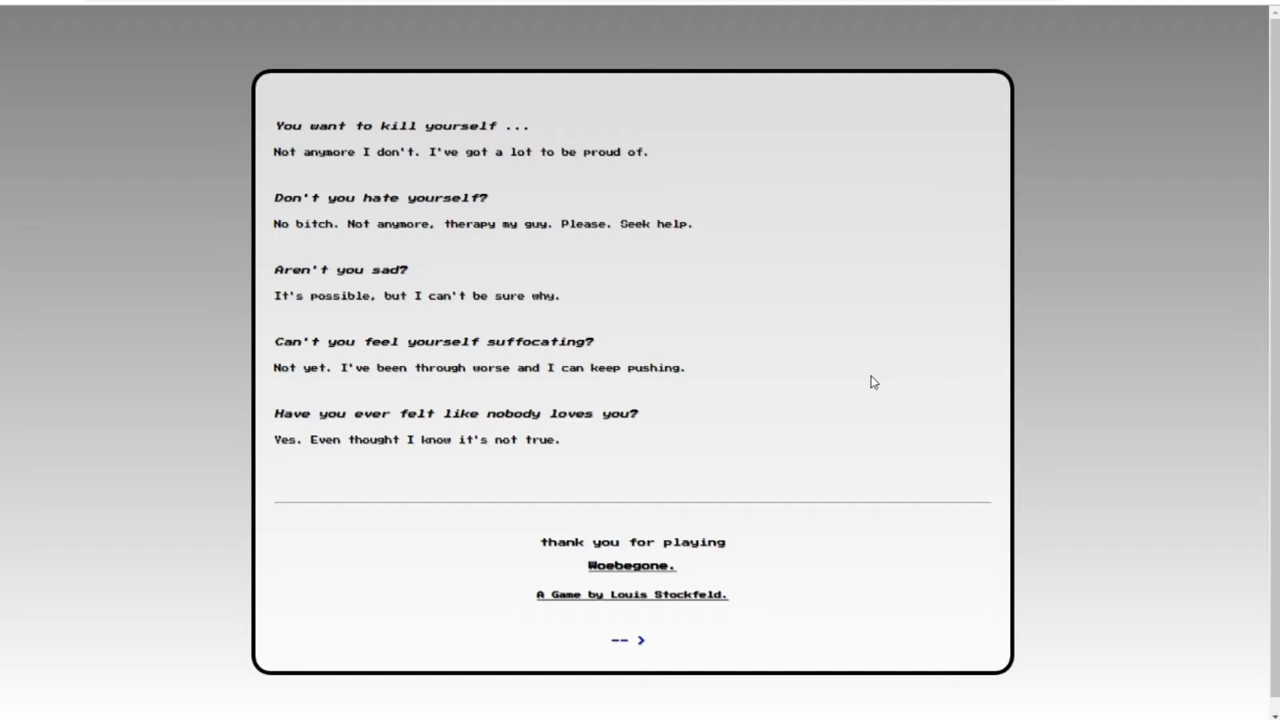 You want to kill yourself ...
Not anymore I don't. I've got a lot to be proud of.
Don't you hate yourself?
No bitch. Not anymore, therapy my guy. Please. Seek help.
Aren't you sad?
It's possible, but I can't be sure why.
Can't you feel yourself suffocating?
Not yet. I've been through worse and I can keep pushing.
Have you ever felt like nobody loves you?
Yes. Even thought I know it's not true.
thank you for playing
Woebegone.
A Game by Louis Stockfeld.
-- >